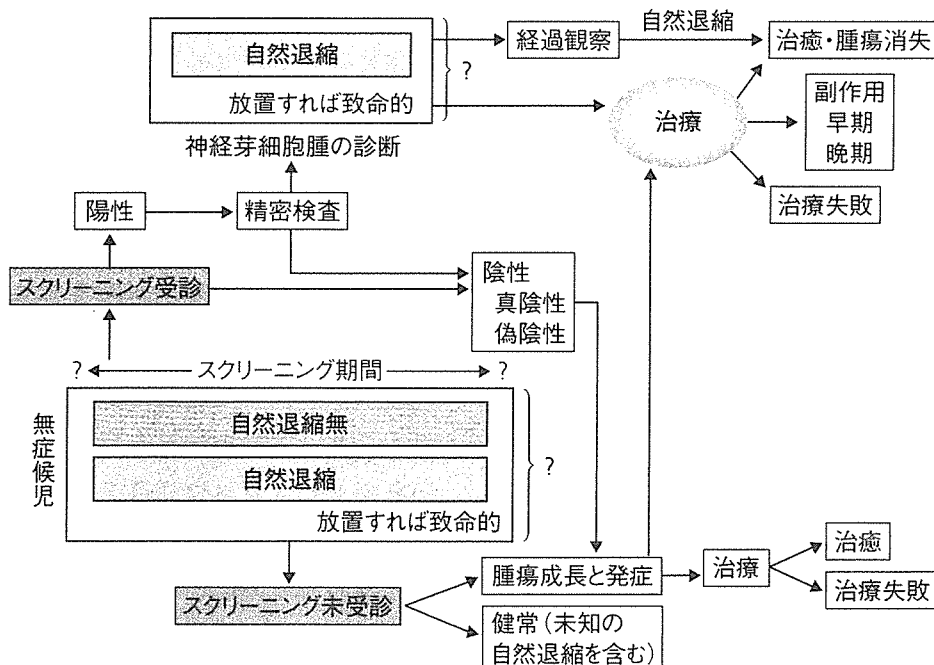 自然退縮
放置すれば致命的
?
経過観察
自然退縮
治癒・腫瘍消失
治療
副作用
早期
晩期
治療失敗
神経芽細胞腫の診断
陽性
精密検査
スクリーニング受診
陰性
真陰性
偽陰性
? スクリーニング期間 ?
無症候児
自然退縮無
自然退縮
放置すれば致命的
?
スクリーニング未受診
腫瘍成長と発症
健常(未知の
自然退縮を含む)
治療
治癒
治療失敗